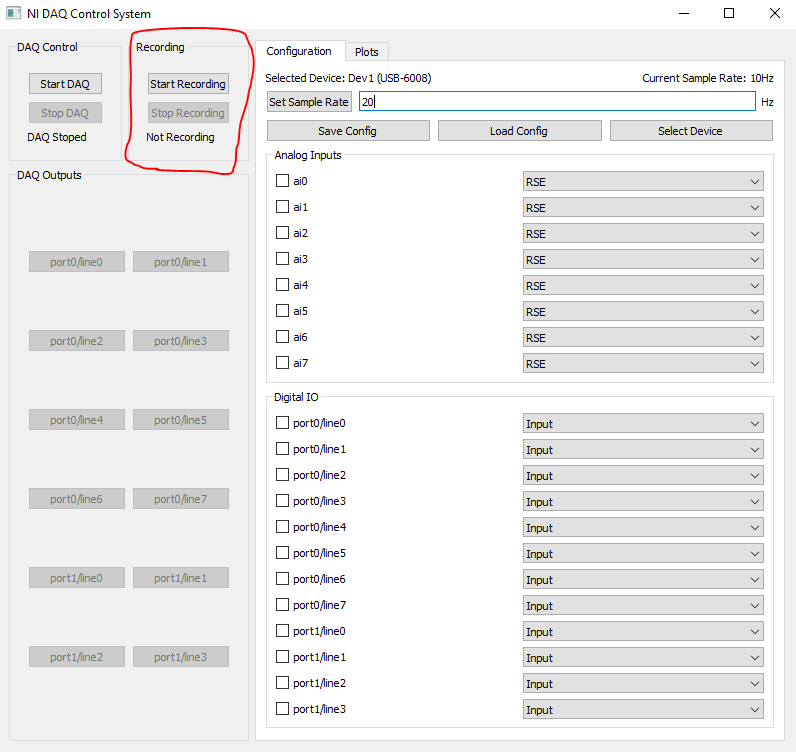 NI DAQ Control System
DAQ Control
Start DAQ
Stop DAQ
DAQ Stoped
Recording
Start Recording
Stop Recording
Not Recording
DAQ Outputs
port0/line0 port0/line1
port0/line2 port0/line3
port0/line4 port0/line5
port0/line6 port0/line7
port1/line0 port1/line1
port1/line2 port1/line3
Configuration Plots
Selected Device: Dev1 (USB-6008) Current Sample Rate: 10Hz
Set Sample Rate 20 Hz
Save Config Load Config Select Device
Analog Inputs
ai0 RSE
ai1 RSE
ai2 RSE
ai3 RSE
ai4 RSE
ai5 RSE
ai6 RSE
ai7 RSE
Digital IO
port0/line0 Input
port0/line1 Input
port0/line2 Input
port0/line3 Input
port0/line4 Input
port0/line5 Input
port0/line6 Input
port0/line7 Input
port1/line0 Input
port1/line1 Input
port1/line2 Input
port1/line3 Input